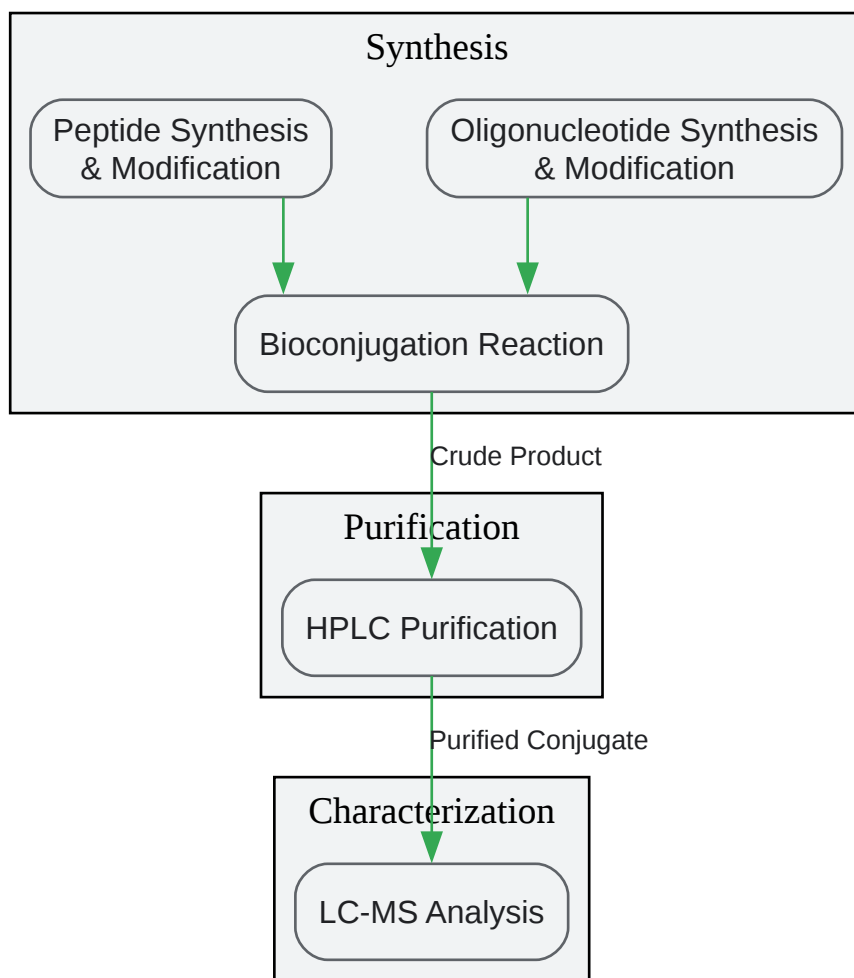 Synthesis
Peptide Synthesis
& Modification
Oligonucleotide Synthesis
& Modification
Bioconjugation Reaction
Crude Product
Purification
HPLC Purification
Purified Conjugate
Characterization
LC-MS Analysis